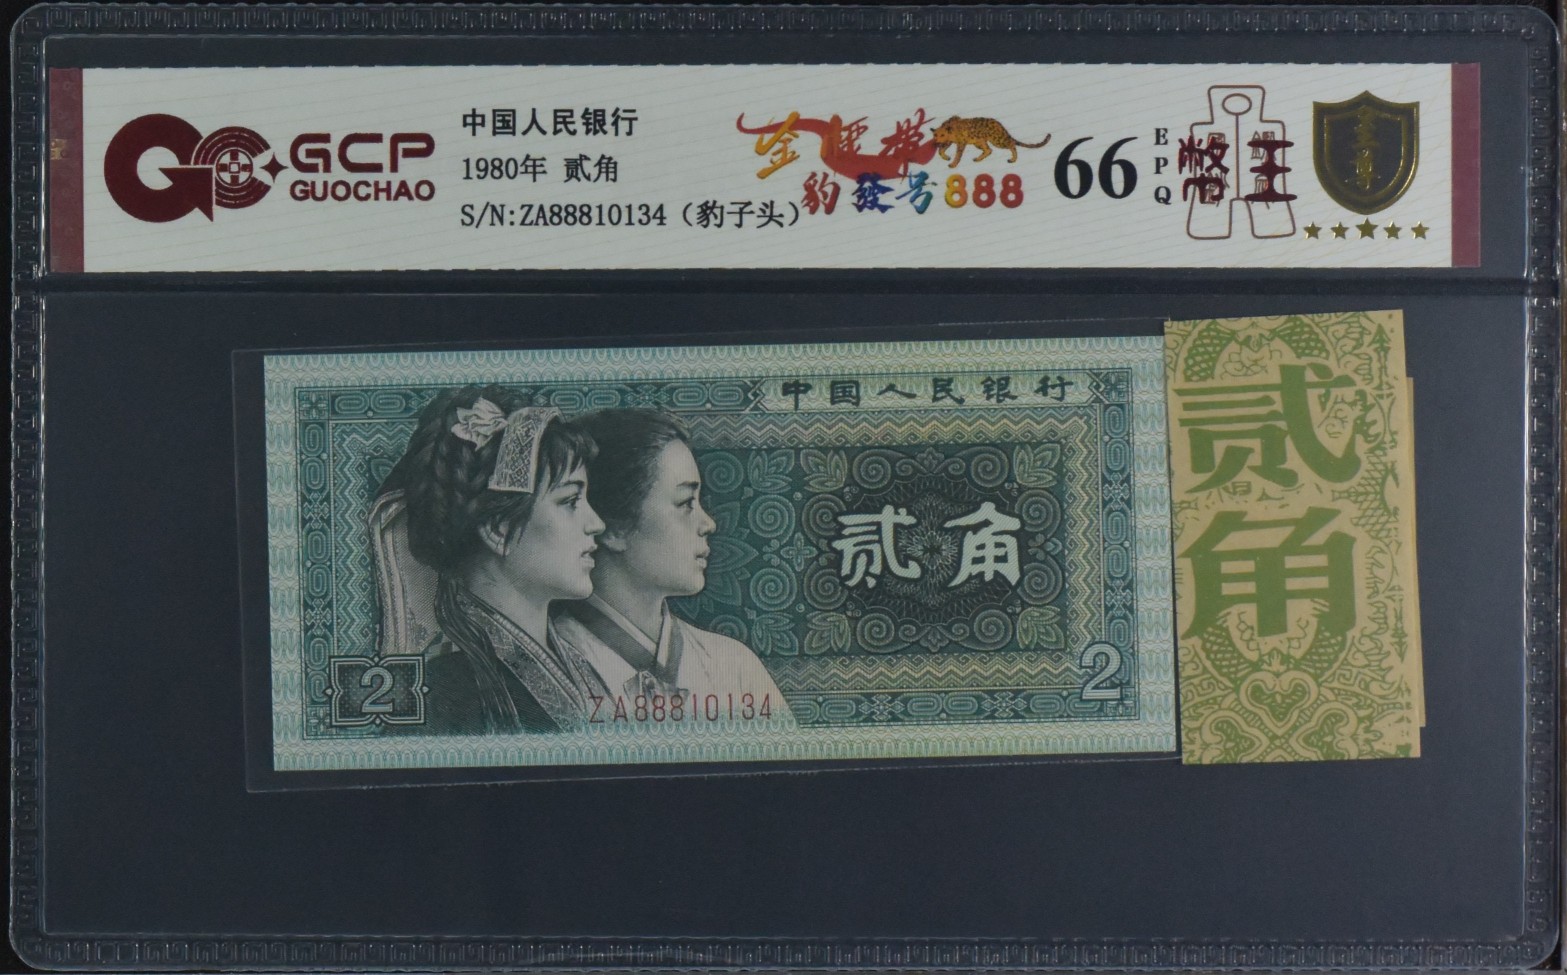 GCP
GUOCHAO
中国人民银行
1980年 贰角
S/N:ZA88810134（豹子头）
金腰带
豹發号888
66
EPQ
中国人民银行
贰角
2
2
ZA88810134
贰角